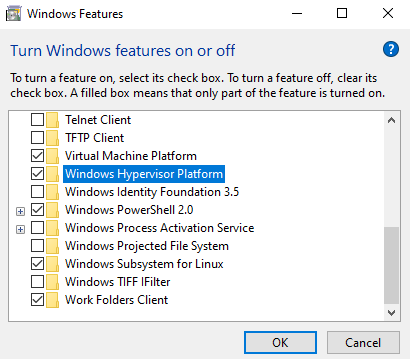 Windows Features
Turn Windows features on or off
?
To turn a feature on, select its check box. To turn a feature off, clear its
check box. A filled box means that only part of the feature is turned on.
Telnet Client
TFTP Client
Virtual Machine Platform
Windows Hypervisor Platform
Windows Identity Foundation 3.5
Windows PowerShell 2.0
Windows Process Activation Service
Windows Projected File System
Windows Subsystem for Linux
Windows TIFF IFilter
Work Folders Client
OK
Cancel